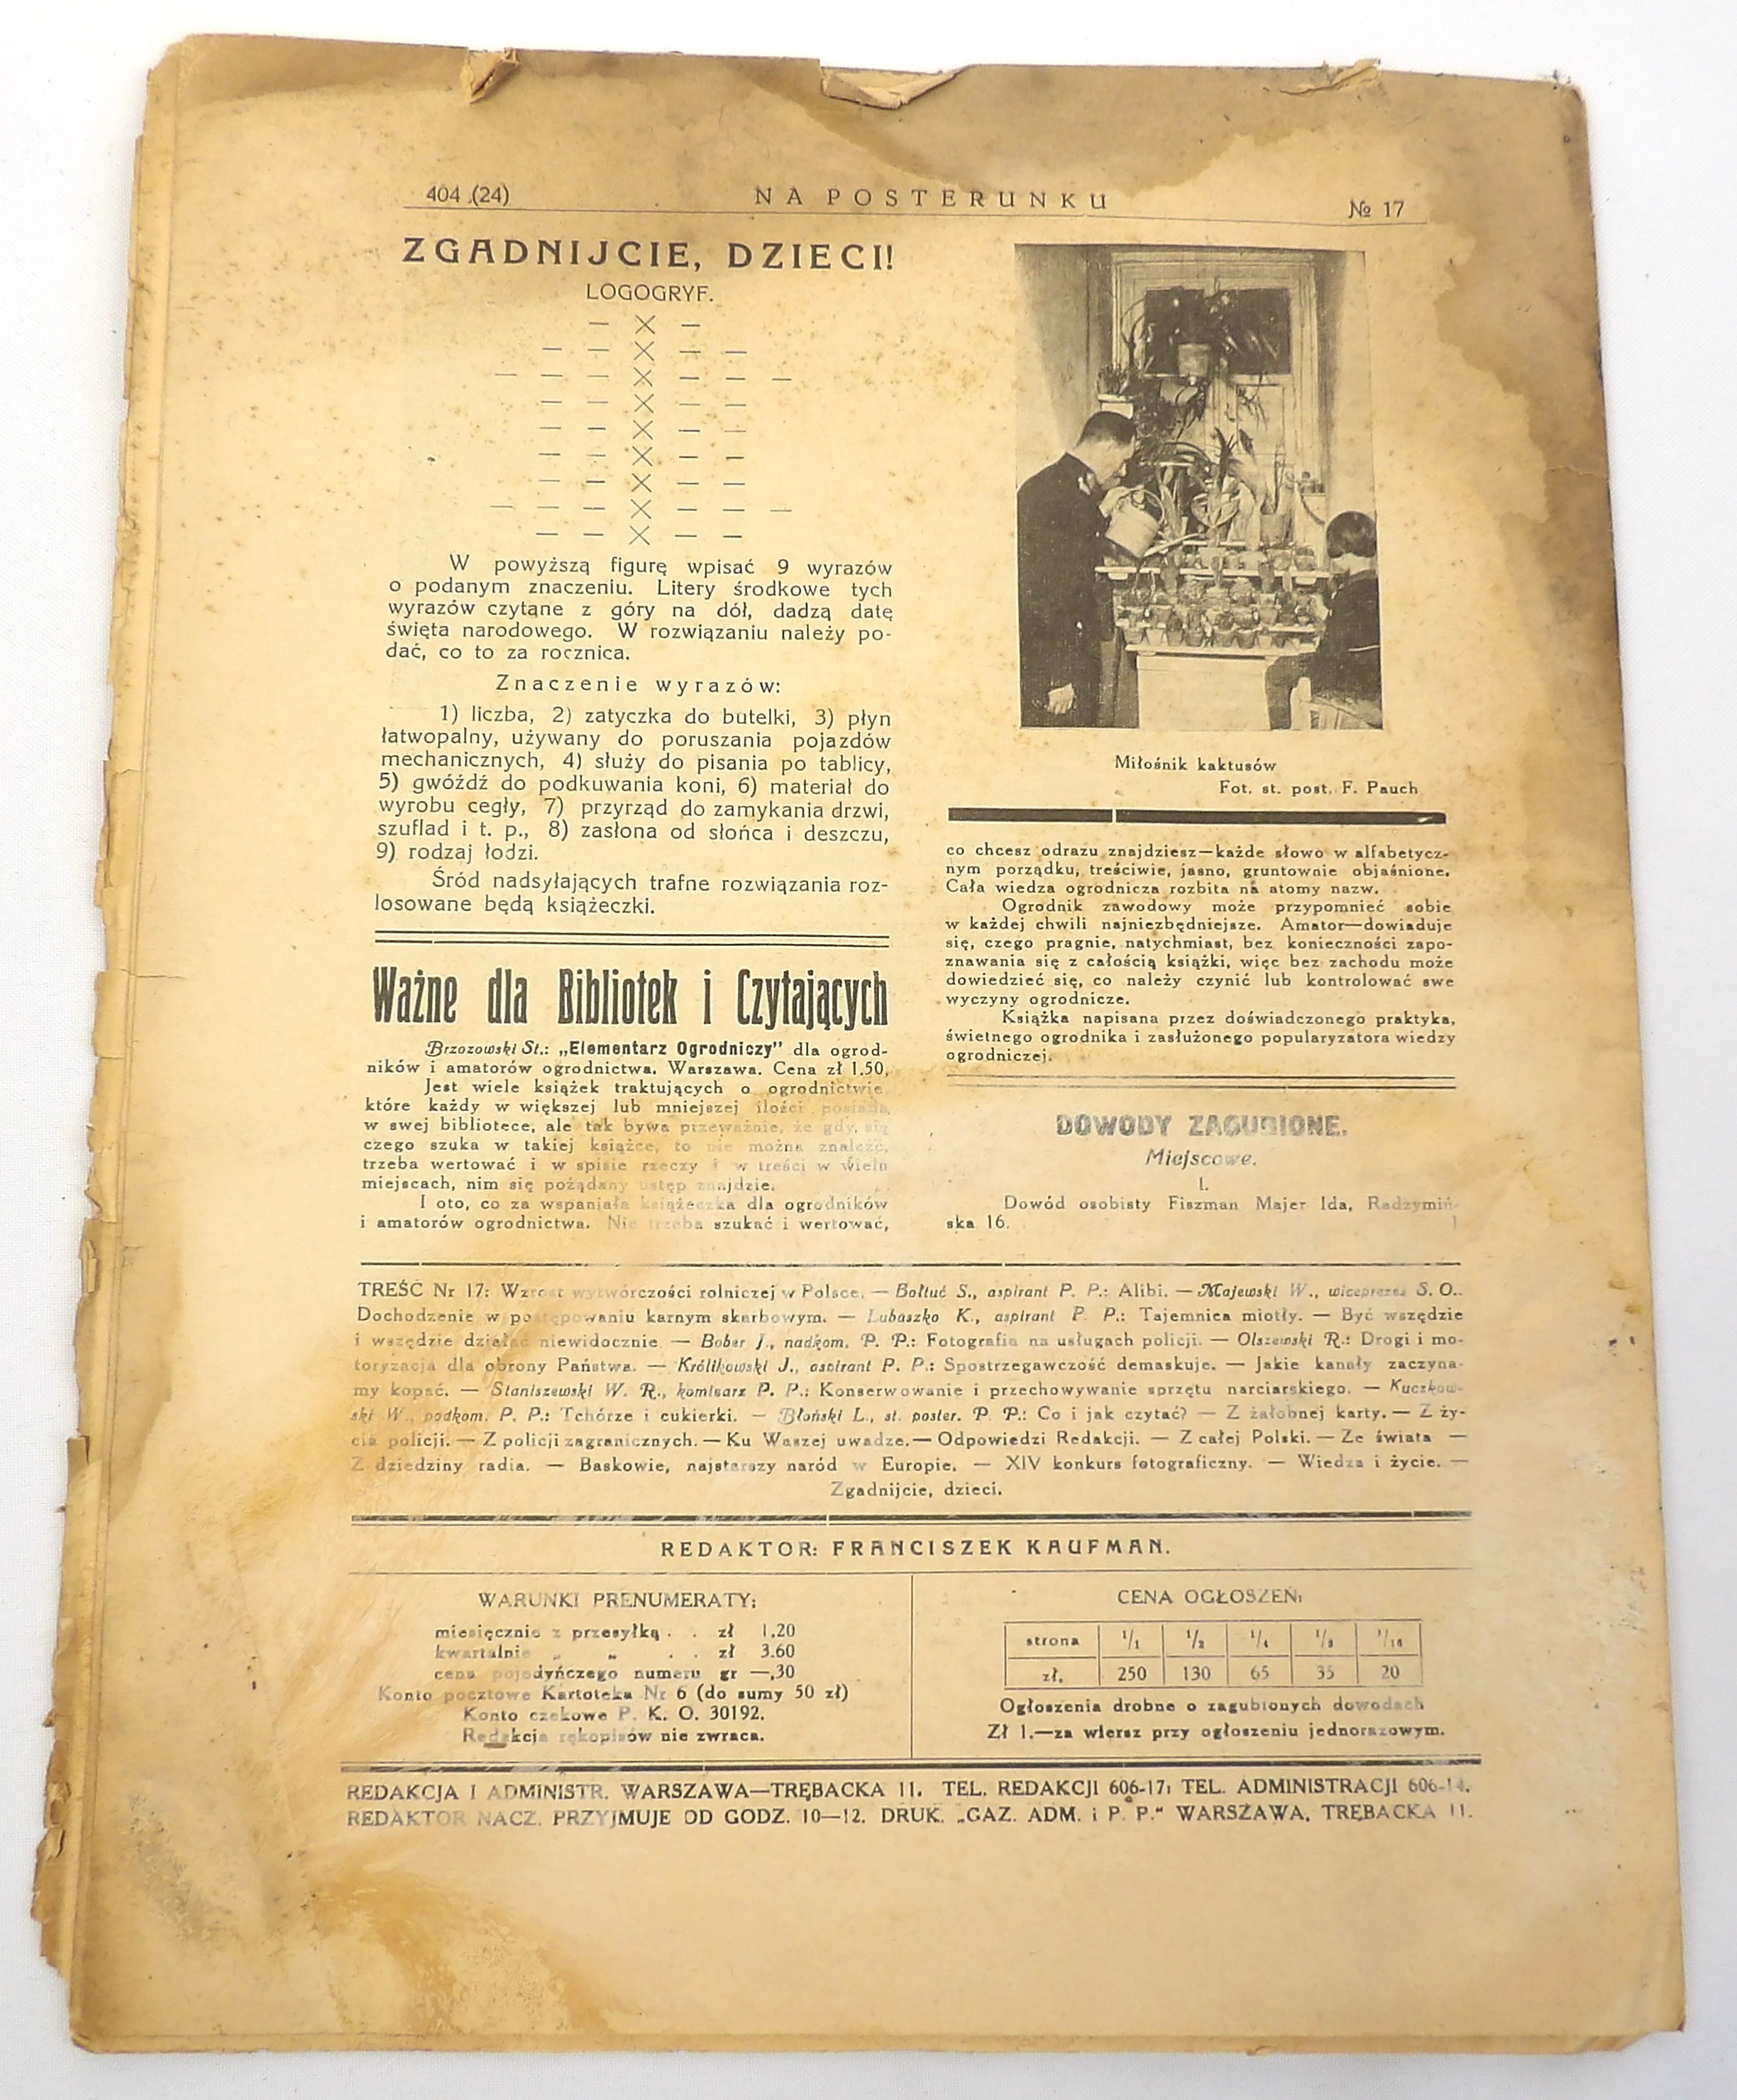 404 (24)
NA POSTERUNKU
№ 17
ZGADNIJCIE, DZIECI!
LOGOGRYF.
— × —
— — × — —
— — — × — — —
— — × — —
— — × — —
— — × — —
— — × — —
— — — × — — —
— — × — —
W powyższą figurę wpisać 9 wyrazów
o podanym znaczeniu. Litery środkowe tych
wyrazów czytane z góry na dół, dadzą datę
święta narodowego. W rozwiązaniu należy po-
dać, co to za rocznica.
Znaczenie wyrazów:
1) liczba, 2) zatyczka do butelki, 3) płyn
łatwopalny, używany do poruszania pojazdów
mechanicznych, 4) służy do pisania po tablicy,
5) gwóźdź do podkuwania koni, 6) materiał do
wyrobu cegły, 7) przyrząd do zamykania drzwi,
szuflad i t. p., 8) zasłona od słońca i deszczu,
9) rodzaj łodzi.
Śród nadsyłających trafne rozwiązania roz-
losowane będą książeczki.
Ważne dla Bibliotek i Czytających
Brzozowski St.: „Elementarz Ogrodniczy” dla ogrod-
ników i amatorów ogrodnictwa. Warszawa. Cena zł 1.50.
Jest wiele książek traktujących o ogrodnictwie,
które każdy w większej lub mniejszej ilości posiada
w swej bibliotece, ale tak bywa przeważnie, że gdy się
czego szuka w takiej książce, to nie można znaleźć,
trzeba wertować i w spisie rzeczy i w treści w wielu
miejscach, nim się pożądany ustęp znajdzie.
I oto, co za wspaniała książeczka dla ogrodników
i amatorów ogrodnictwa. Nie trzeba szukać i wertować,
Miłośnik kaktusów
Fot. st. post. F. Pauch
co chcesz odrazu znajdziesz—każde słowo w alfabetycz-
nym porządku, treściwie, jasno, gruntownie objaśnione.
Cała wiedza ogrodnicza rozbita na atomy nazw.
Ogrodnik zawodowy może przypomnieć sobie
w każdej chwili najniezbędniejsze. Amator—dowiaduje
się, czego pragnie, natychmiast, bez konieczności zapo-
znawania się z całością książki, więc bez zachodu może
dowiedzieć się, co należy czynić lub kontrolować swe
wyczyny ogrodnicze.
Książka napisana przez doświadczonego praktyka,
świetnego ogrodnika i zasłużonego popularyzatora wiedzy
ogrodniczej.
DOWODY ZAGUBIONE.
Miejscowe.
I.
Dowód osobisty Fiszman Majer Ida, Radzymiń-
ska 16. 1
TREŚĆ Nr 17: Wzrost wytwórczości rolniczej w Polsce. — Bołtuć S., aspirant P. P.: Alibi. — Majewski W., wiceprezes S. O..
Dochodzenie w postępowaniu karnym skarbowym. — Lubaszko K., aspirant P. P.: Tajemnica miotły. — Być wszędzie
i wszędzie działać niewidocznie. — Bober J., nadkom. P. P.: Fotografia na usługach policji. — Olszewski R.: Drogi i mo-
toryzacja dla obrony Państwa. — Królikowski J., aspirant P. P.: Spostrzegawczość demaskuje. — Jakie kanały zaczyna-
my kopać. — Staniszewski W. R., komisarz P. P.: Konserwowanie i przechowywanie sprzętu narciarskiego. — Kuczkow-
ski W., podkom. P. P.: Tchórze i cukierki. — Błoński L., st. poster. P. P.: Co i jak czytać? — Z żałobnej karty. — Z ży-
cia policji. — Z policji zagranicznych. — Ku Waszej uwadze. — Odpowiedzi Redakcji. — Z całej Polski. — Ze świata —
Z dziedziny radia. — Baskowie, najstarszy naród w Europie. — XIV konkurs fotograficzny. — Wiedza i życie. —
Zgadnijcie, dzieci.
REDAKTOR: FRANCISZEK KAUFMAN.
WARUNKI PRENUMERATY:
miesięcznie z przesyłką . . zł 1.20
kwartalnie „ „ . . zł 3.60
cena pojedyńczego numeru gr —.30
Konto pocztowe Kartoteka Nr 6 (do sumy 50 zł)
Konto czekowe P. K. O. 30192.
Redakcja rękopisów nie zwraca.
CENA OGŁOSZEŃ:
strona 1/1 1/2 1/4 1/8 1/16
zł. 250 130 65 35 20
Ogłoszenia drobne o zagubionych dowodach
Zł 1.—za wiersz przy ogłoszeniu jednorazowym.
REDAKCJA I ADMINISTR. WARSZAWA—TRĘBACKA 11. TEL. REDAKCJI 606-17; TEL. ADMINISTRACJI 606-14.
REDAKTOR NACZ. PRZYJMUJE OD GODZ. 10—12. DRUK. „GAZ. ADM. i P. P.“ WARSZAWA, TRĘBACKA 11.